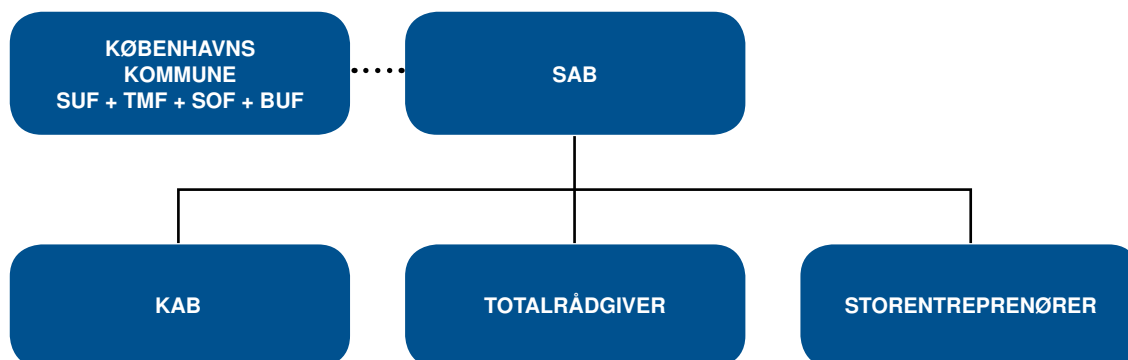 KØBENHAVNS
KOMMUNE
SUF + TMF + SOF + BUF
SAB
KAB
TOTALRÅDGIVER
STORENTREPRENØRER